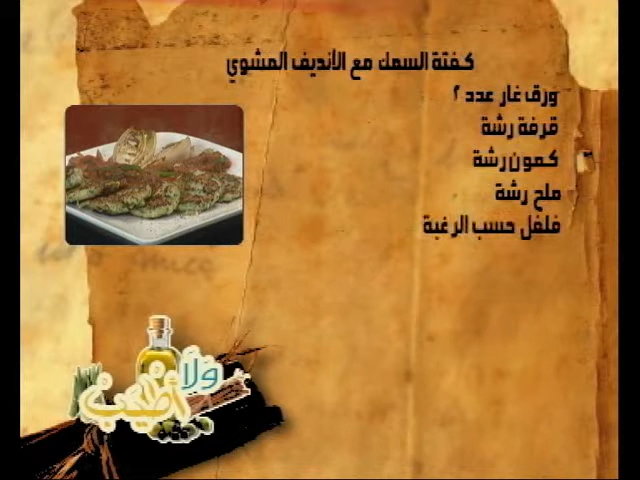 كفتة السمك مع الأنديف المشوي
ورق غار عدد ٢
قرفة رشة
كمون رشة
ملح رشة
فلفل حسب الرغبة
ولا أطيب